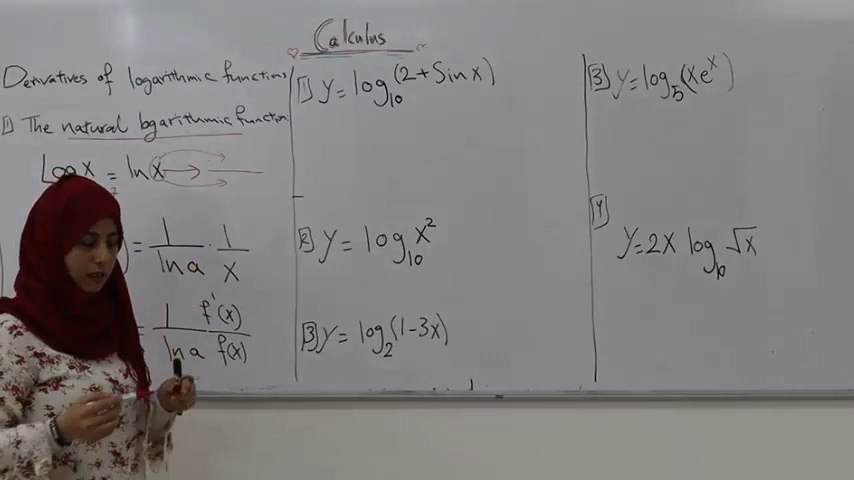 Calculus
Derivatives of logarithmic functions
[1] The natural logarithmic function
Log x = ln x
) = 1/ln a · 1/x
= 1/ln a f'(x)/f(x)
[1] y = log₁₀(2 + Sin x)
[2] y = log₁₀ x²
[3] y = log₂(1-3x)
[3] y = log₅(xeˣ)
[4]
y = 2x log₁₀ √x